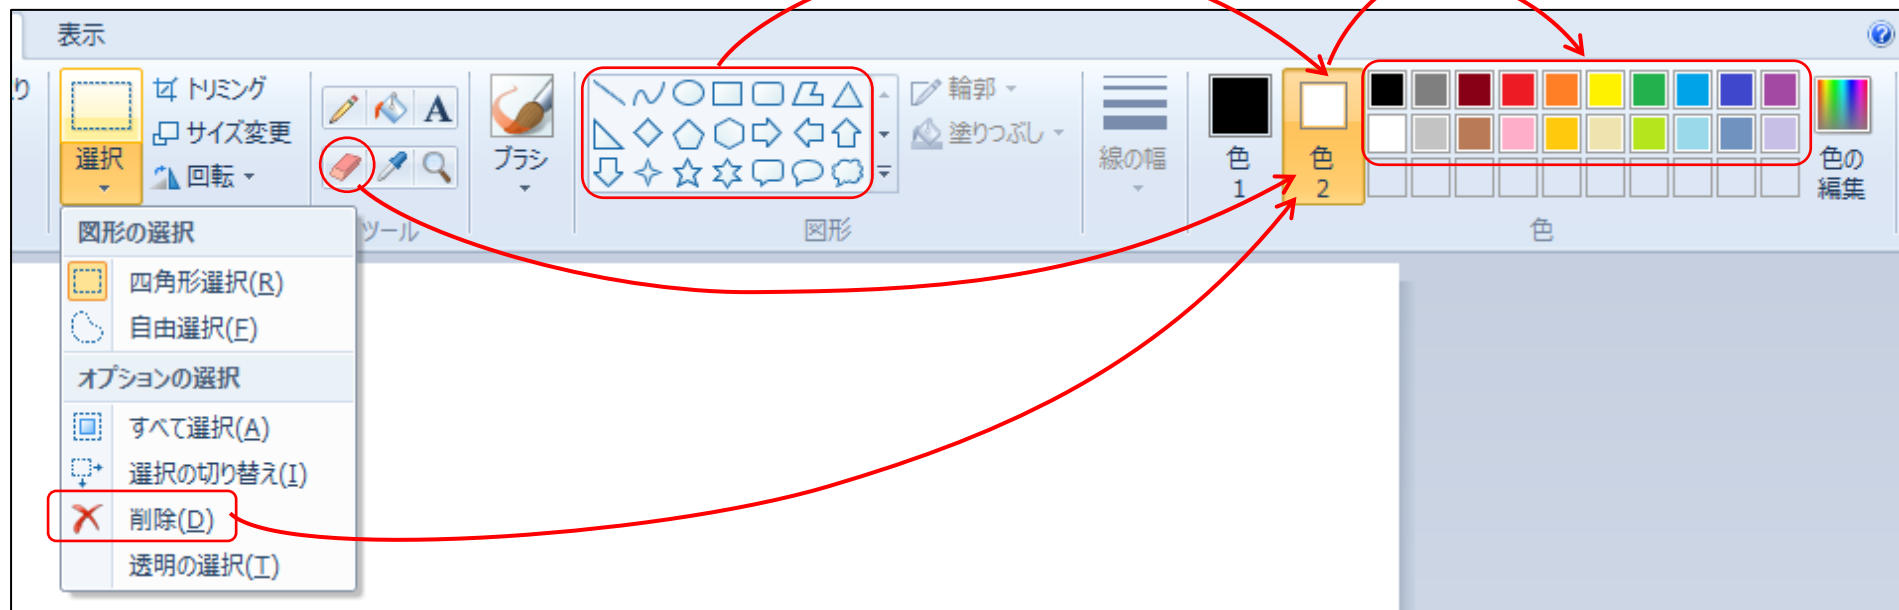 表示
り
選択
トリミング
サイズ変更
回転
A
ツール
ブラシ
図形
輪郭
塗りつぶし
線の幅
色
1
色
2
色
色の
編集
図形の選択
四角形選択(R)
自由選択(F)
オプションの選択
すべて選択(A)
選択の切り替え(I)
削除(D)
透明の選択(T)